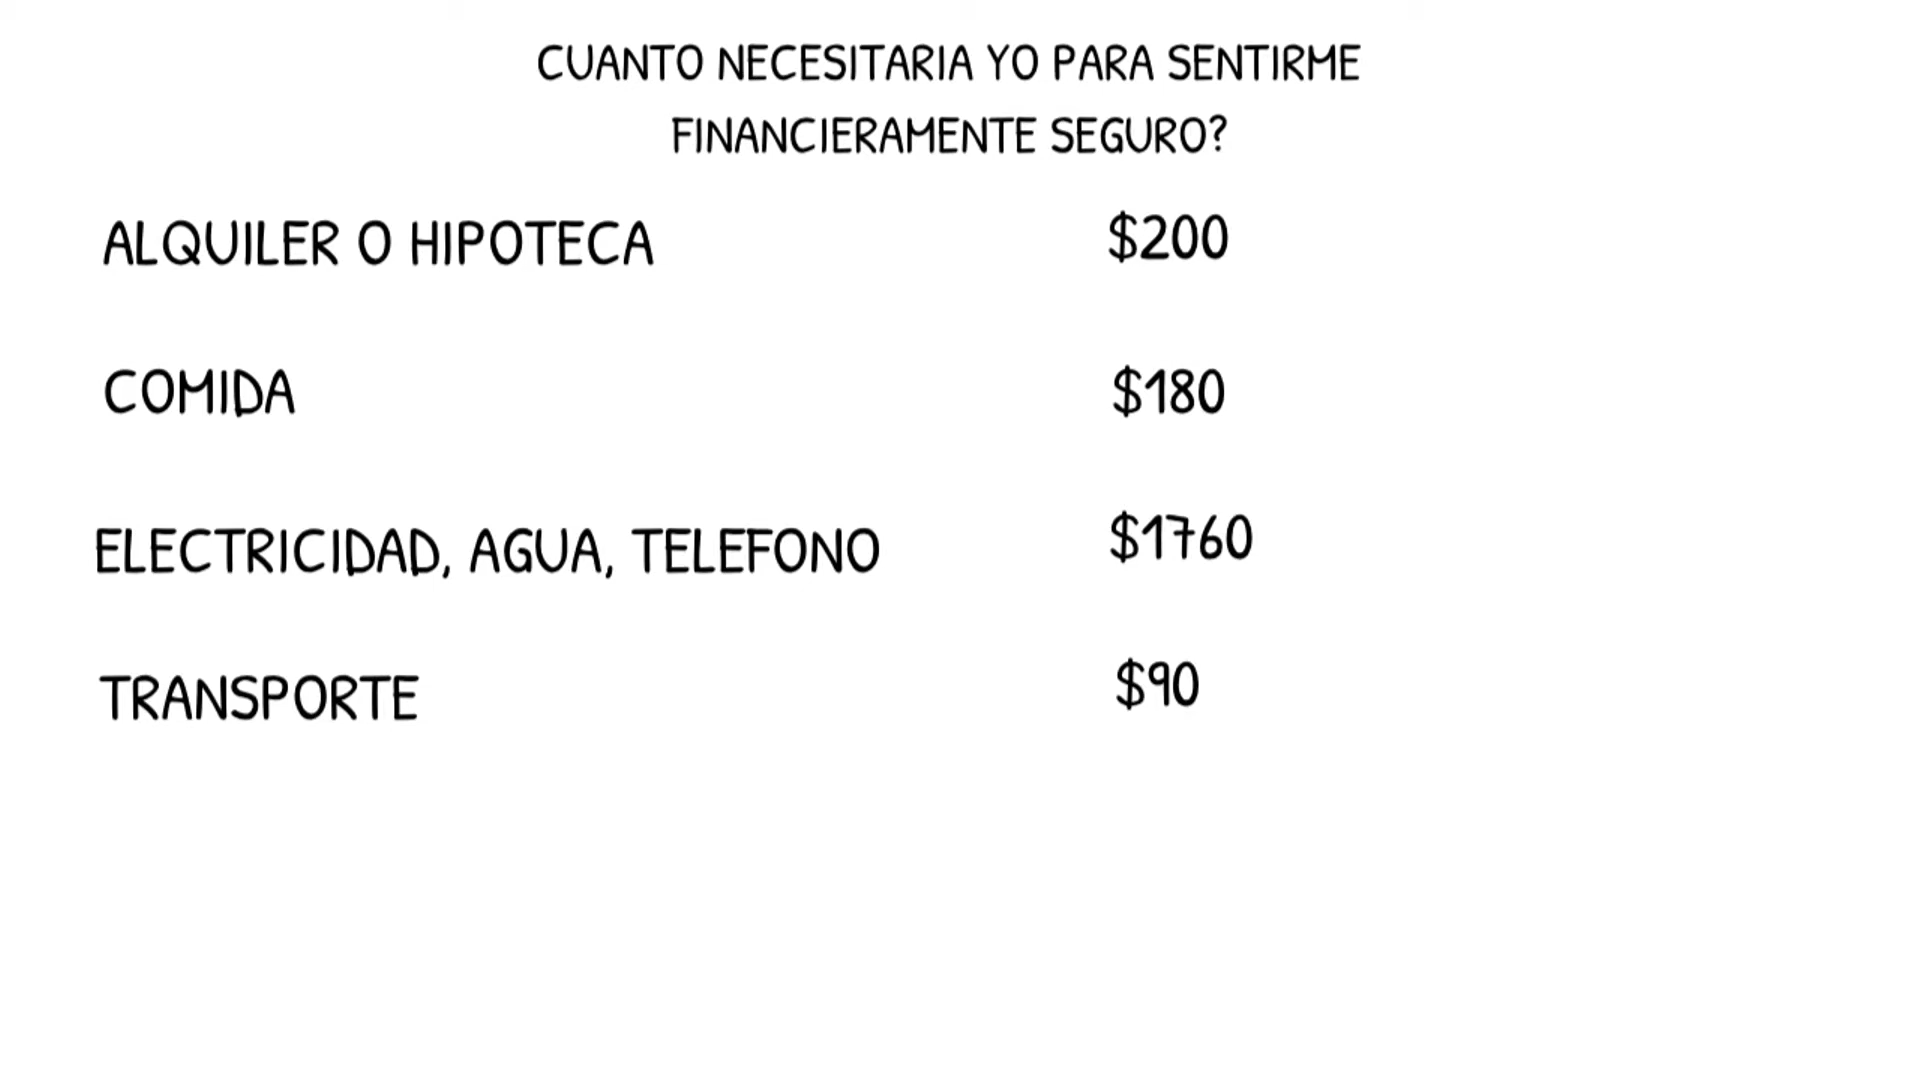 CUANTO NECESITARIA YO PARA SENTIRME
FINANCIERAMENTE SEGURO?
ALQUILER O HIPOTECA $200
COMIDA $180
ELECTRICIDAD, AGUA, TELEFONO $1760
TRANSPORTE $90